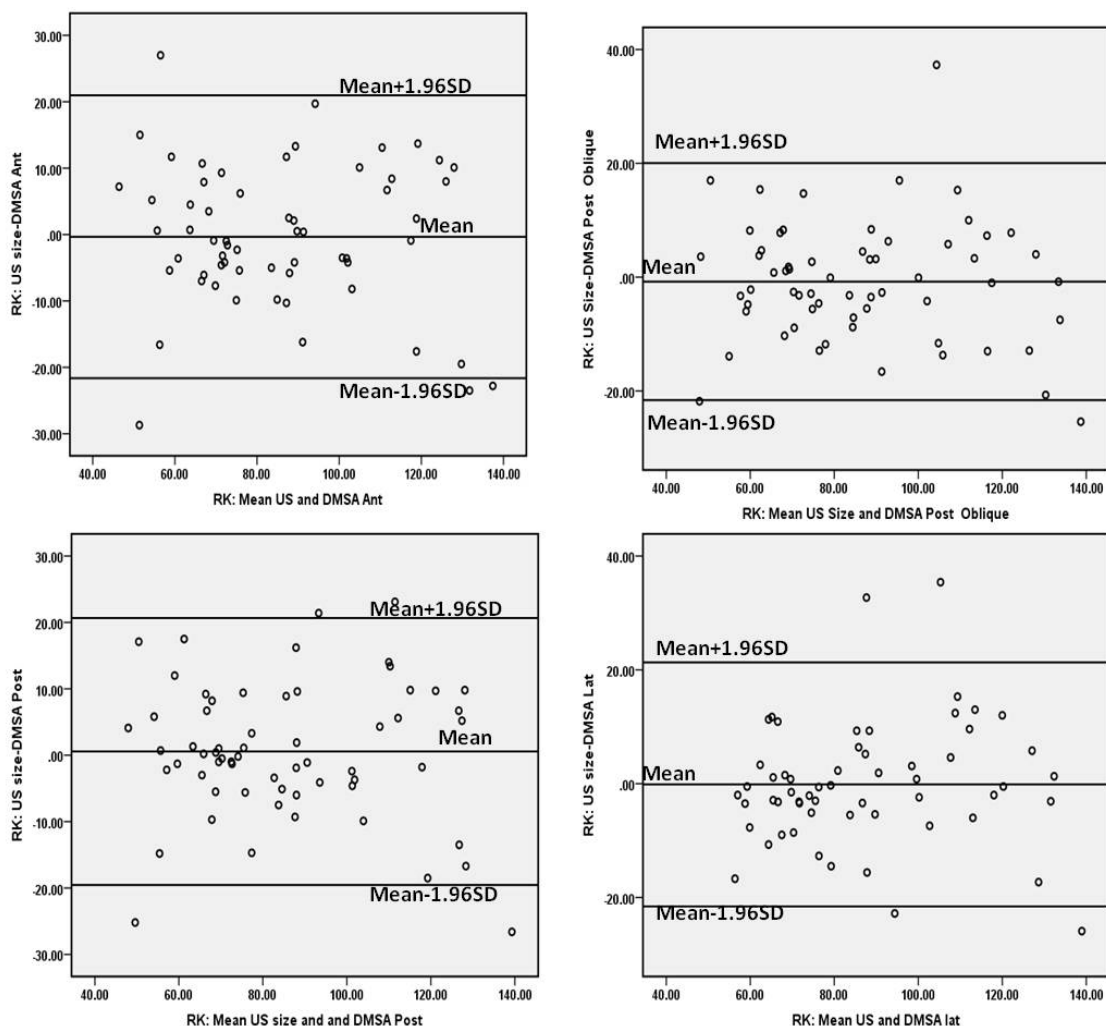 30.00
20.00
10.00
.00
-10.00
-20.00
-30.00
RK: US size-DMSA Ant
Mean+1.96SD
Mean
Mean-1.96SD
40.00 60.00 80.00 100.00 120.00 140.00
RK: Mean US and DMSA Ant
40.00
20.00
.00
-20.00
RK: US Size-DMSA Post Oblique
Mean+1.96SD
Mean
Mean-1.96SD
40.00 60.00 80.00 100.00 120.00 140.00
RK: Mean US Size and DMSA Post Oblique
30.00
20.00
10.00
.00
-10.00
-20.00
-30.00
RK: US size-DMSA Post
Mean+1.96SD
Mean
Mean-1.96SD
40.00 60.00 80.00 100.00 120.00 140.00
RK: Mean US size and and DMSA Post
40.00
20.00
.00
-20.00
RK: US size-DMSA Lat
Mean+1.96SD
Mean
Mean-1.96SD
40.00 60.00 80.00 100.00 120.00 140.00
RK: Mean US and DMSA lat